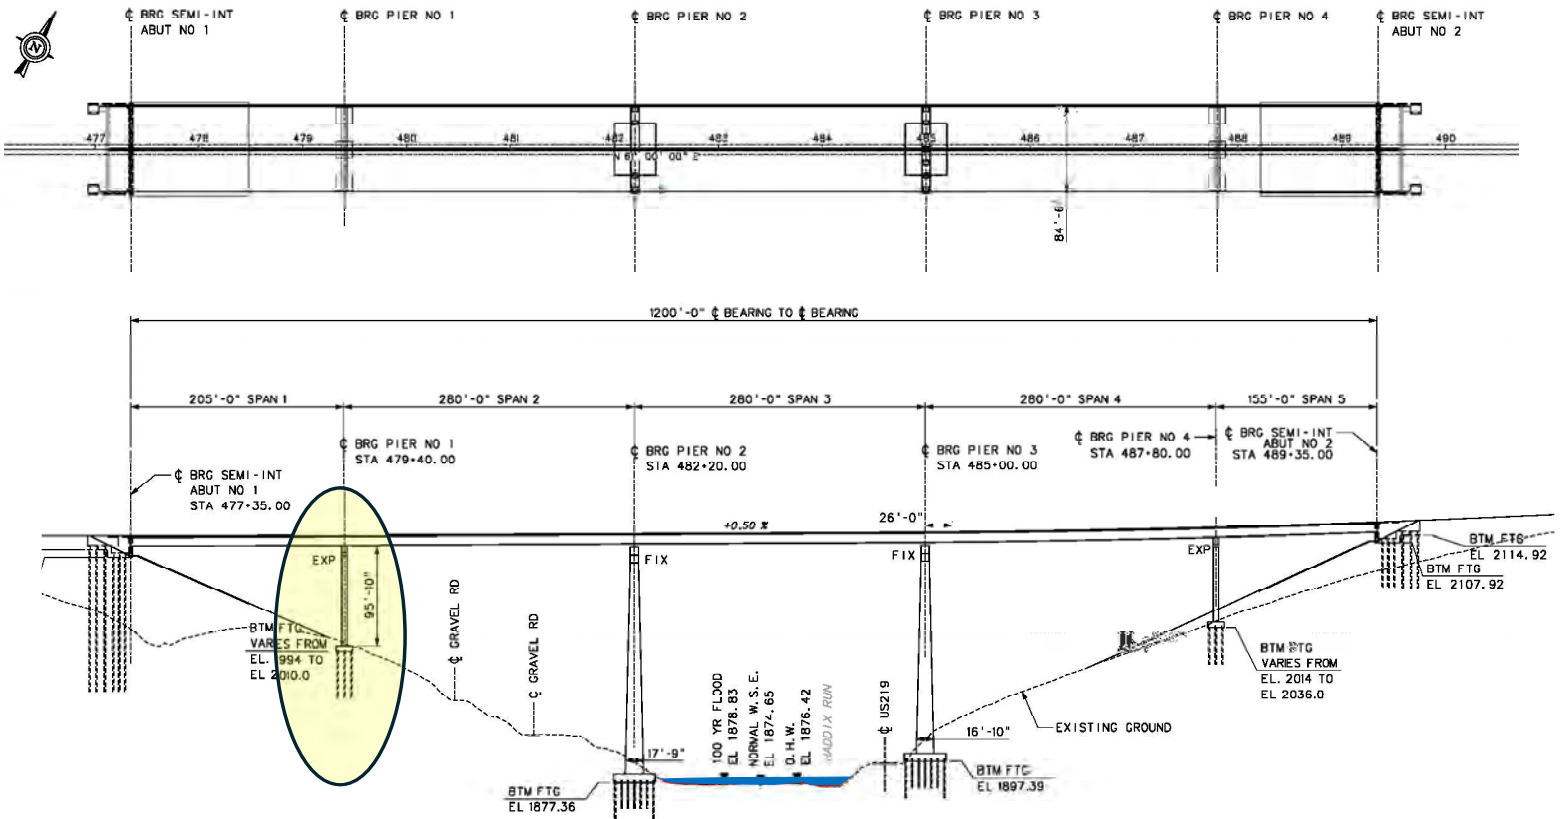 ℄ BRG SEMI-INT
ABUT NO 1
℄ BRG PIER NO 1
℄ BRG PIER NO 2
℄ BRG PIER NO 3
℄ BRG PIER NO 4
℄ BRG SEMI-INT
ABUT NO 2
N
477
478
479
480
481
482
483
484
485
486
487
488
489
490
00' 00." E
84'-6
1200'-0" ℄ BEARING TO ℄ BEARING
205'-0" SPAN 1
280'-0" SPAN 2
280'-0" SPAN 3
280'-0" SPAN 4
155'-0" SPAN 5
℄ BRG PIER NO 1
STA 479+40.00
℄ BRG PIER NO 2
STA 482+20.00
℄ BRG PIER NO 3
STA 485+00.00
℄ BRG PIER NO 4
STA 487+80.00
℄ BRG SEMI-INT
ABUT NO 2
STA 489+35.00
℄ BRG SEMI-INT
ABUT NO 1
STA 477+35.00
+0.50 %
26'-0"
EXP
FIX
FIX
EXP
95'-10"
BTM FTG
VARES FROM
EL. 994 TO
EL 2010.0
℄ GRAVEL RD
℄ GRAVEL RD
17'-9"
100 YR FLOOD
EL 1878.83
NORMAL W.S.E.
EL 1874.65
O.H.W.
EL 1876.42
MADDIX RUN
℄ US219
16'-10"
EXISTING GROUND
BTM FTG
EL 1877.36
BTM FTG
EL 1897.39
BTM FTG
VARIES FROM
EL. 2014 TO
EL 2036.0
BTM FTG
EL 2114.92
BTM FTG
EL 2107.92